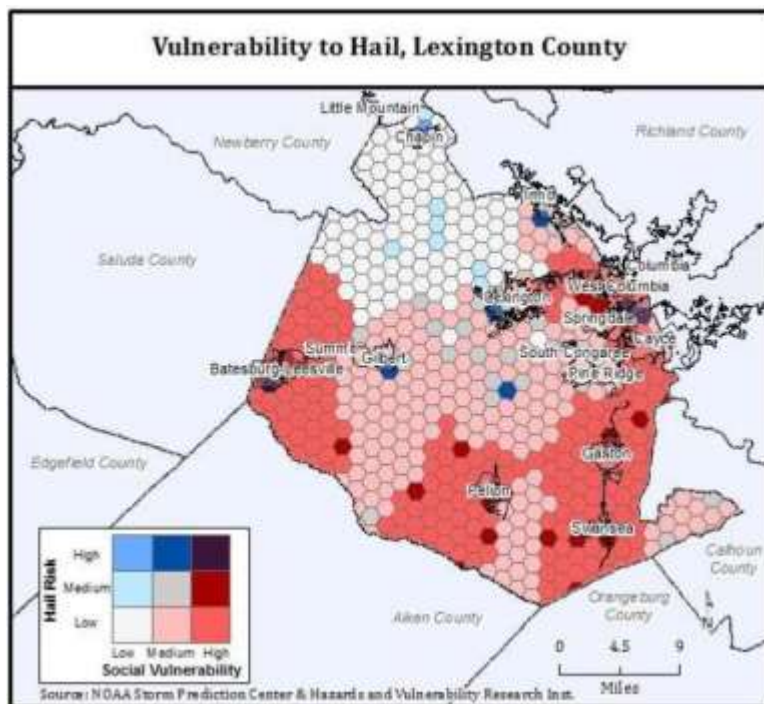 Vulnerability to Hail, Lexington County
Little Mountain
Chapin
Newberry County
Richland County
Irmo
Saluda County
Columbia
West Columbia
Lexington
Springdale
Cayce
Summit
Gilbert
South Congaree
Batesburg-Leesville
Pine Ridge
Edgefield County
Gaston
Pelion
Swansea
Calhoun
County
Orangeburg
County
Aiken County
N
Hail Risk
High
Medium
Low
Low Medium High
Social Vulnerability
0 4.5 9
Miles
Source: NOAA Storm Prediction Center & Hazards and Vulnerability Research Inst.